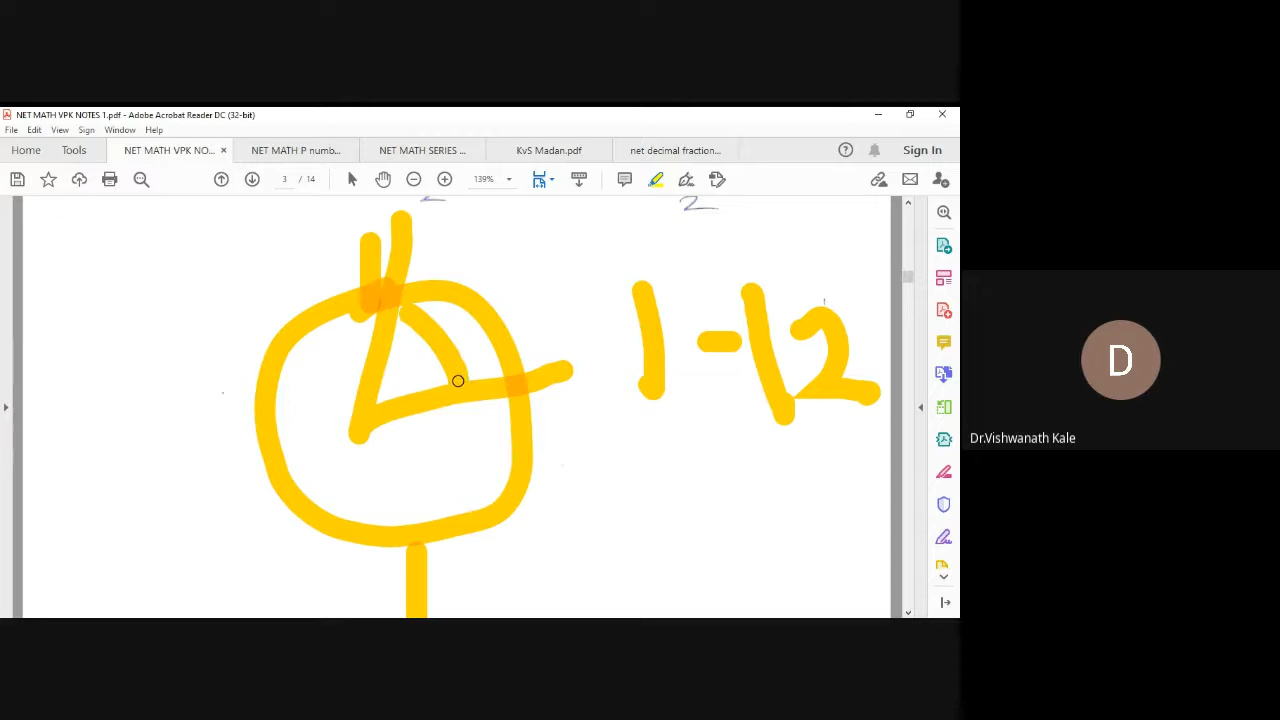 NET MATH VPK NOTES 1.pdf - Adobe Acrobat Reader DC (32-bit)
File Edit View Sign Window Help
Home Tools NET MATH VPK NO... × NET MATH P numb... NET MATH SERIES ... KvS Madan.pdf net decimal fraction... Sign In
3 / 14 139%
2 2
1 - 12
D
Dr.Vishwanath Kale